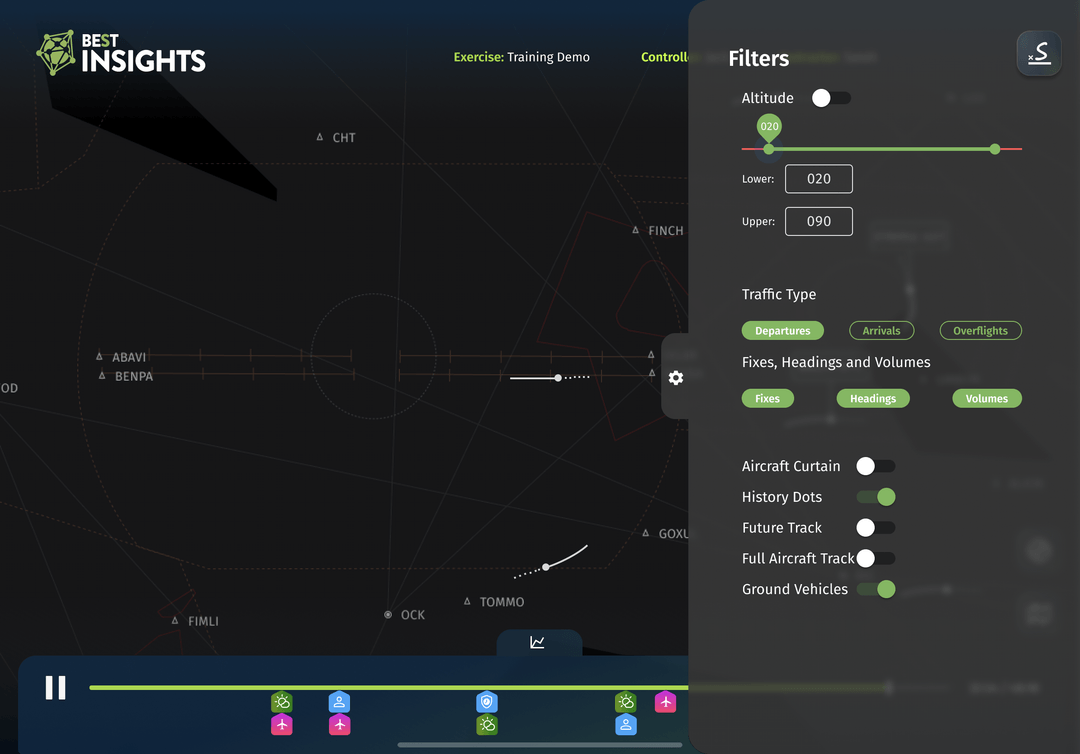 BEST
INSIGHTS
Exercise: Training Demo
Filters
Altitude
020
Lower: 020
Upper: 090
Traffic Type
Departures Arrivals Overflights
Fixes, Headings and Volumes
Fixes Headings Volumes
Aircraft Curtain
History Dots
Future Track
Full Aircraft Track
Ground Vehicles
CHT
FINCH
ABAVI
BENPA
OD
GOXU
TOMMO
OCK
FIMLI